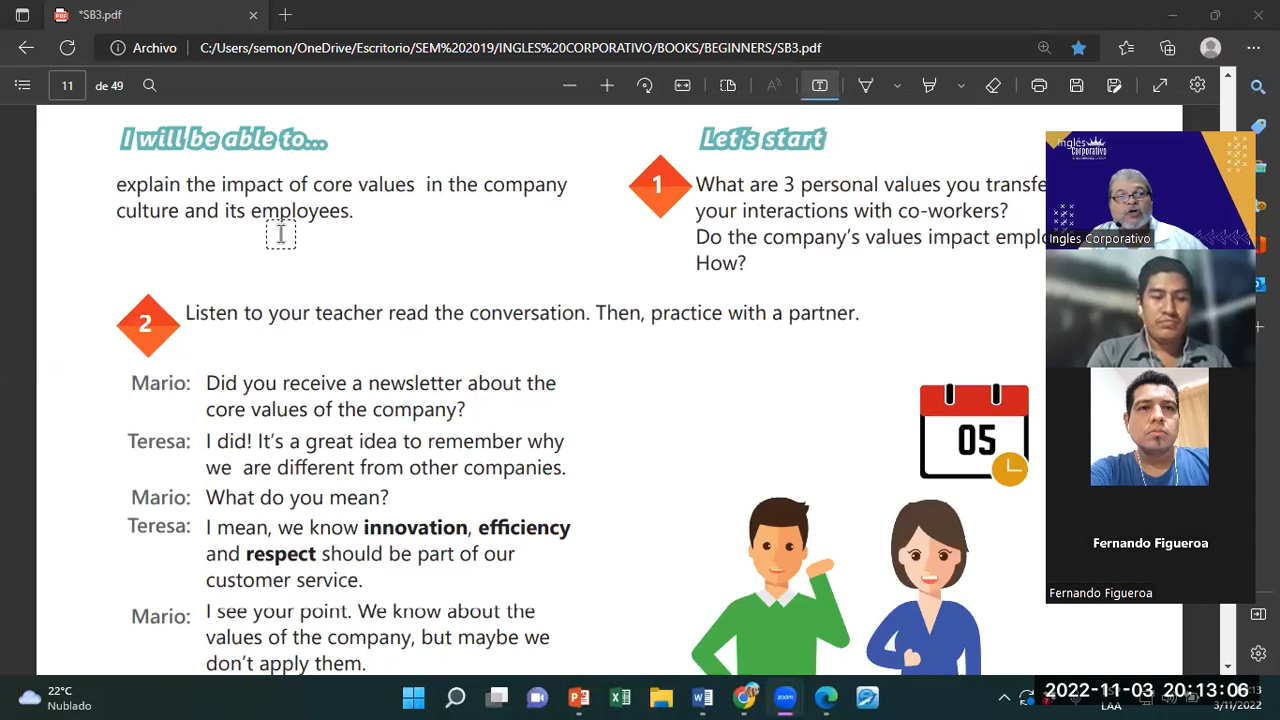 *SB3.pdf
Archivo
C:/Users/semon/OneDrive/Escritorio/SEM%202019/INGLES%20CORPORATIVO/BOOKS/BEGINNERS/SB3.pdf
11
de 49
I will be able to...
explain the impact of core values in the company
culture and its employees.
Let's start
1
What are 3 personal values you transfe
your interactions with co-workers?
Do the company's values impact emplo
How?
2
Listen to your teacher read the conversation. Then, practice with a partner.
Mario: Did you receive a newsletter about the
core values of the company?
Teresa: I did! It's a great idea to remember why
we are different from other companies.
Mario: What do you mean?
Teresa: I mean, we know innovation, efficiency
and respect should be part of our
customer service.
Mario: I see your point. We know about the
values of the company, but maybe we
don't apply them.
05
Inglés
Corporativo
Ingles Corporativo
Fernando Figueroa
Fernando Figueroa
22°C
Nublado
2022-11-03 20:13:06
LAA
3/11/2022